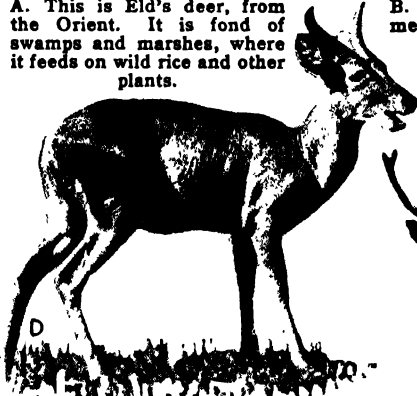 A. This is Eld's deer, from
the Orient. It is fond of
swamps and marshes, where
it feeds on wild rice and other
plants.
B.
me
D